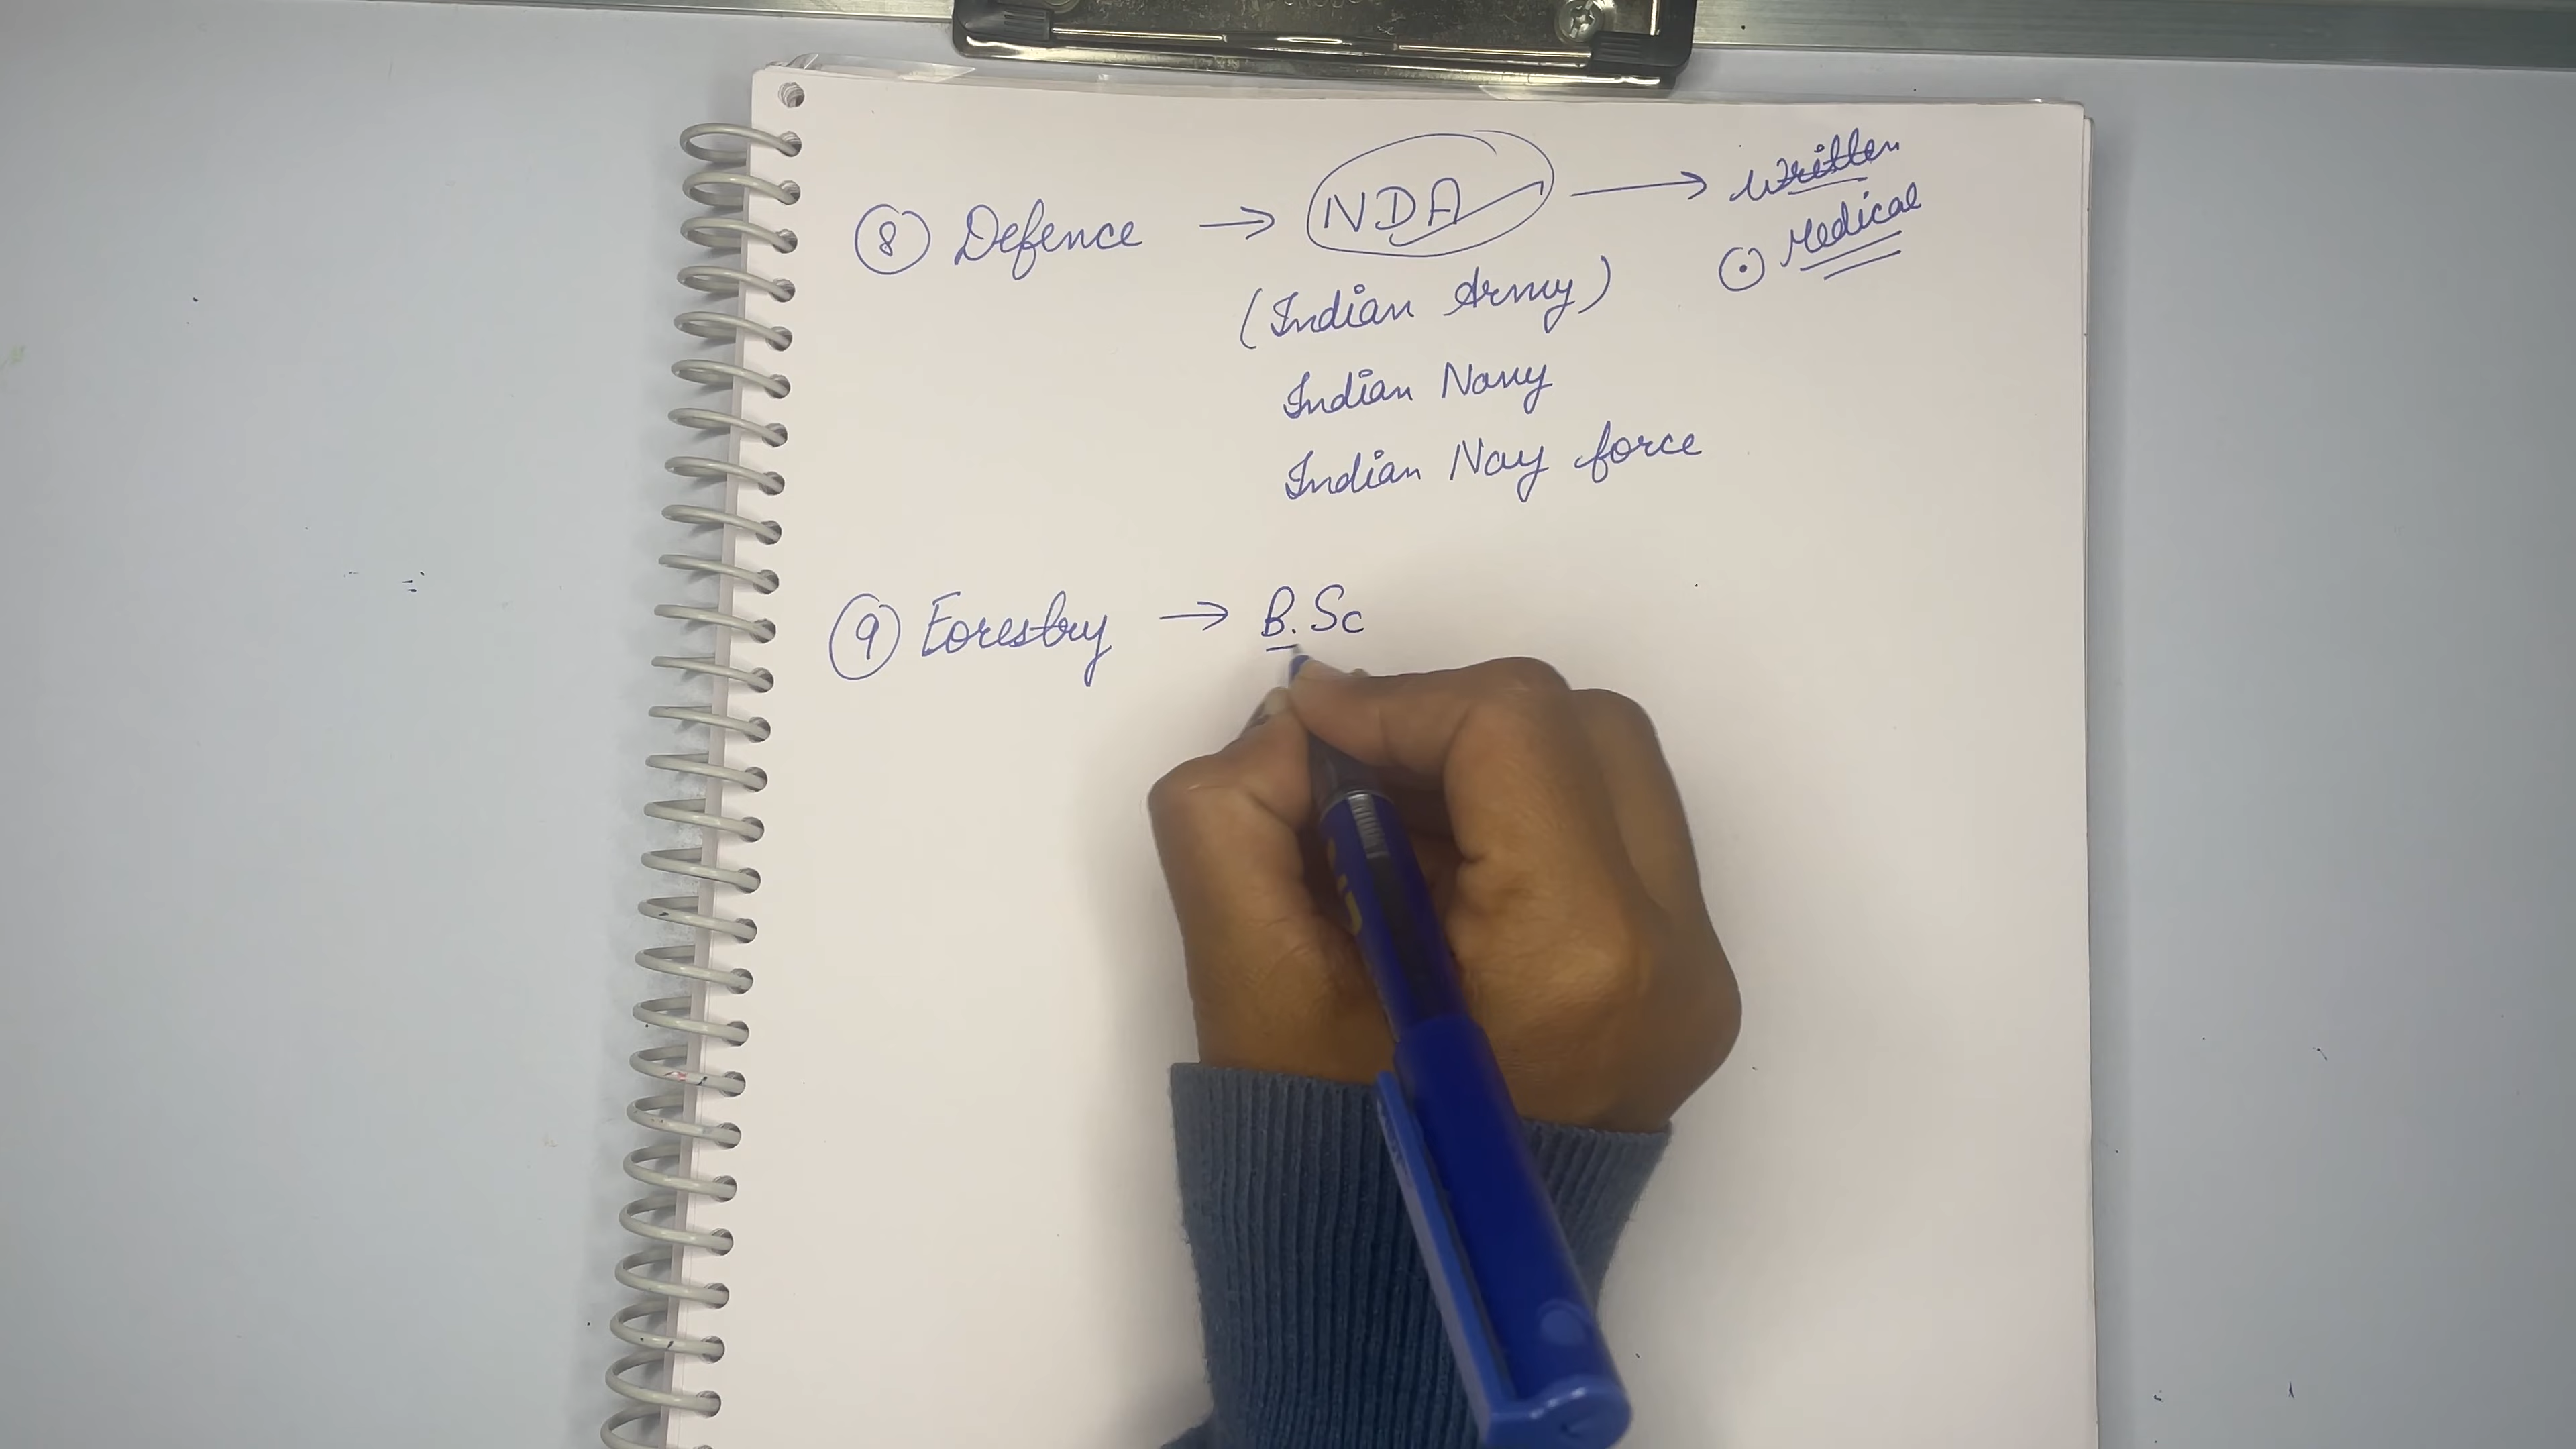 ⑧ Defence → NDA → Written
⊙ Medical
(Indian Army)
Indian Navy
Indian Nay force
⑨ Forestry → B.Sc